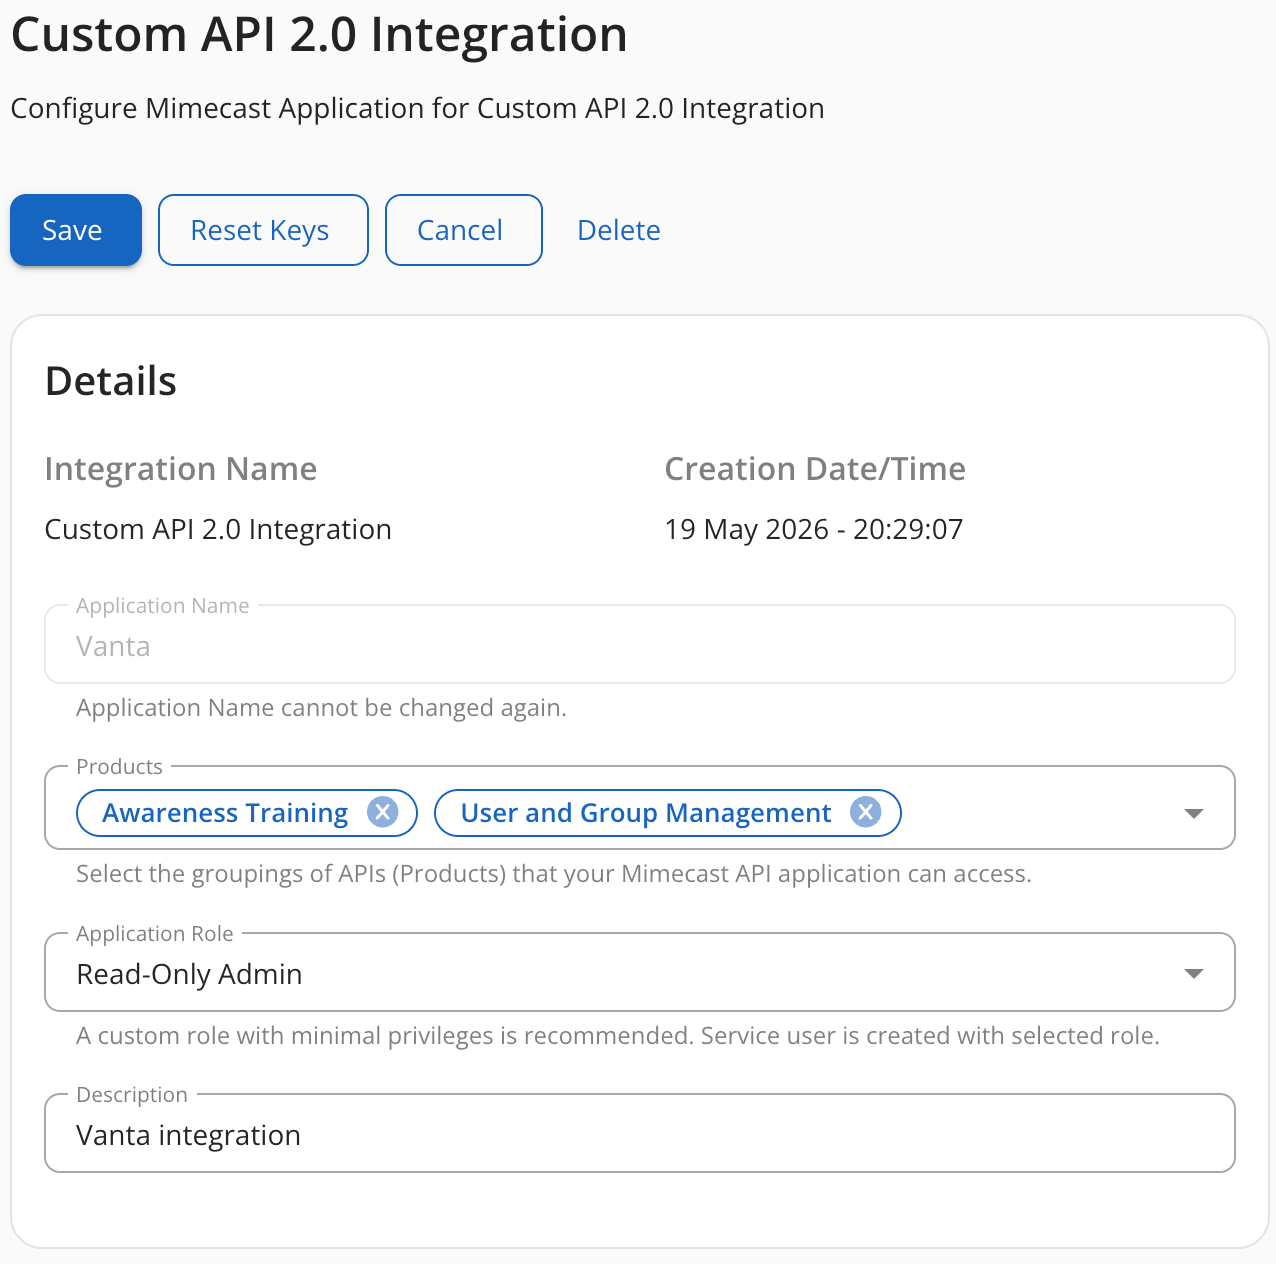 Custom API 2.0 Integration
Configure Mimecast Application for Custom API 2.0 Integration
Save
Reset Keys
Cancel
Delete
Details
Integration Name
Creation Date/Time
Custom API 2.0 Integration
19 May 2026 - 20:29:07
Application Name
Vanta
Application Name cannot be changed again.
Products
Awareness Training
User and Group Management
Select the groupings of APIs (Products) that your Mimecast API application can access.
Application Role
Read-Only Admin
A custom role with minimal privileges is recommended. Service user is created with selected role.
Description
Vanta integration